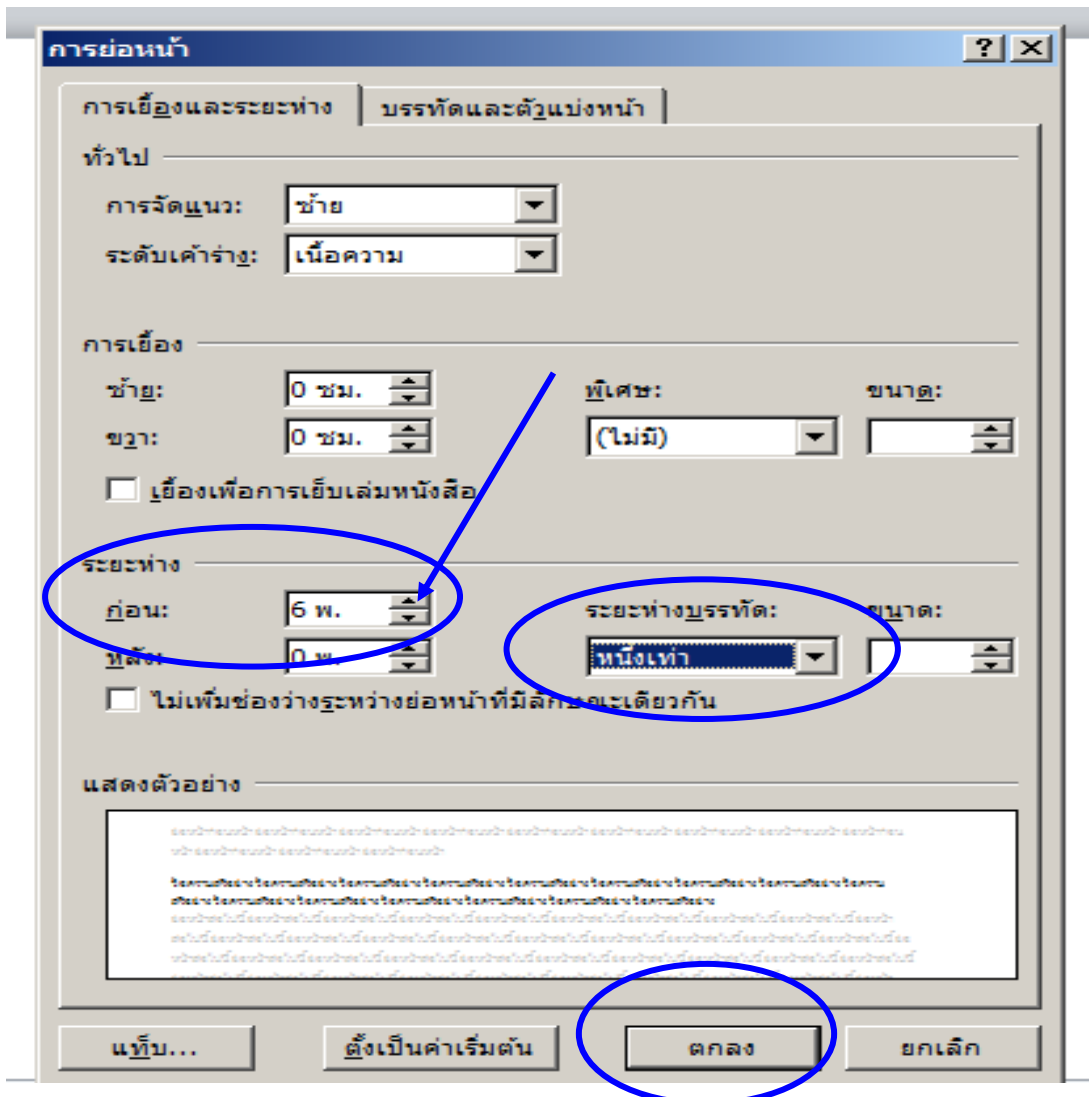 การย่อหน้า
การเยื้องและระยะห่าง บรรทัดและตัวแบ่งหน้า
ทั่วไป
การจัดแนว: ซ้าย
ระดับเค้าร่าง: เนื้อความ
การเยื้อง
ซ้าย: 0 ซม. พิเศษ: ขนาด:
ขวา: 0 ซม. (ไม่มี)
เยื้องเพื่อการเย็บเล่มหนังสือ
ระยะห่าง
ก่อน: 6 พ. ระยะห่างบรรทัด: ขนาด:
หลัง: 0 พ. หนึ่งเท่า
ไม่เพิ่มช่องว่างระหว่างย่อหน้าที่มีลักษณะเดียวกัน
แสดงตัวอย่าง
แท็บ... ตั้งเป็นค่าเริ่มต้น ตกลง ยกเลิก